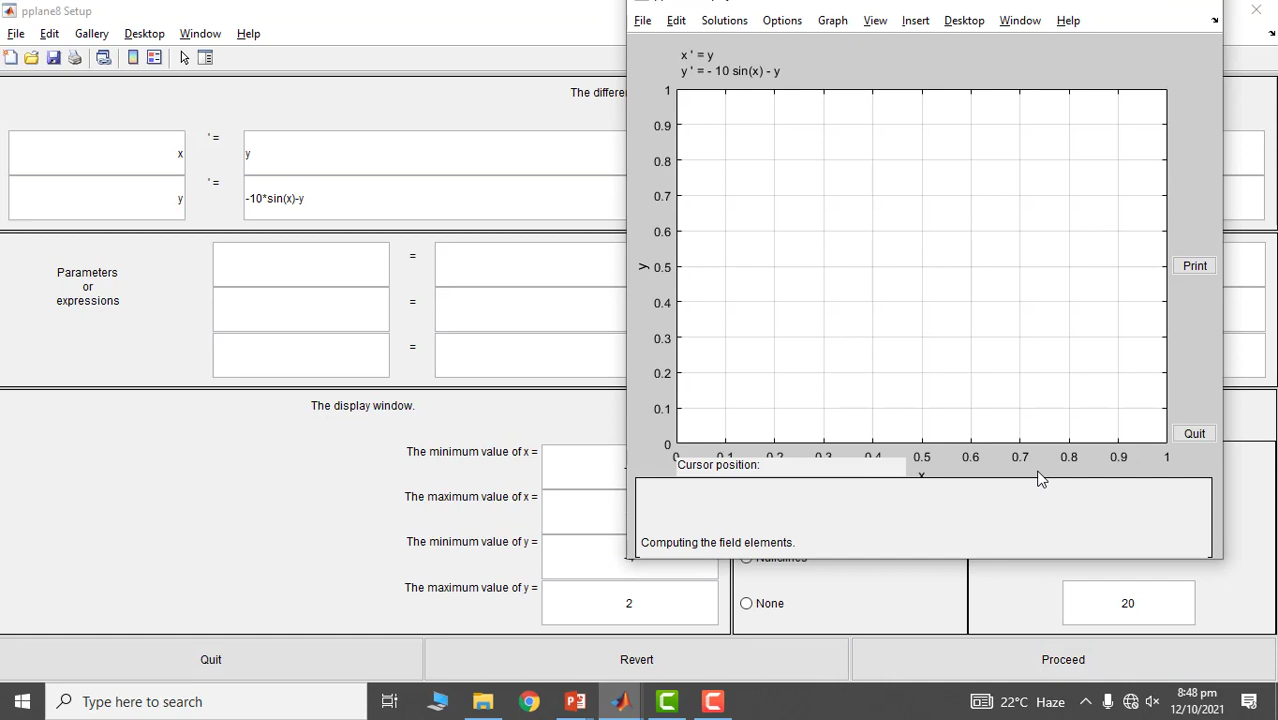 pplane8 Setup
File Edit Gallery Desktop Window Help
The differe
x ' = y
y ' = -10*sin(x)-y
Parameters
or
expressions
=
=
=
The display window.
The minimum value of x =
The maximum value of x =
The minimum value of y =
The maximum value of y = 2
None
20
Quit Revert Proceed
File Edit Solutions Options Graph View Insert Desktop Window Help
x ' = y
y ' = - 10 sin(x) - y
1
0.9
0.8
0.7
0.6
0.5
0.4
0.3
0.2
0.1
0
y
0.5 0.6 0.7 0.8 0.9 1
x
Print
Quit
Cursor position:
Computing the field elements.
Type here to search
22°C Haze
8:48 pm
12/10/2021